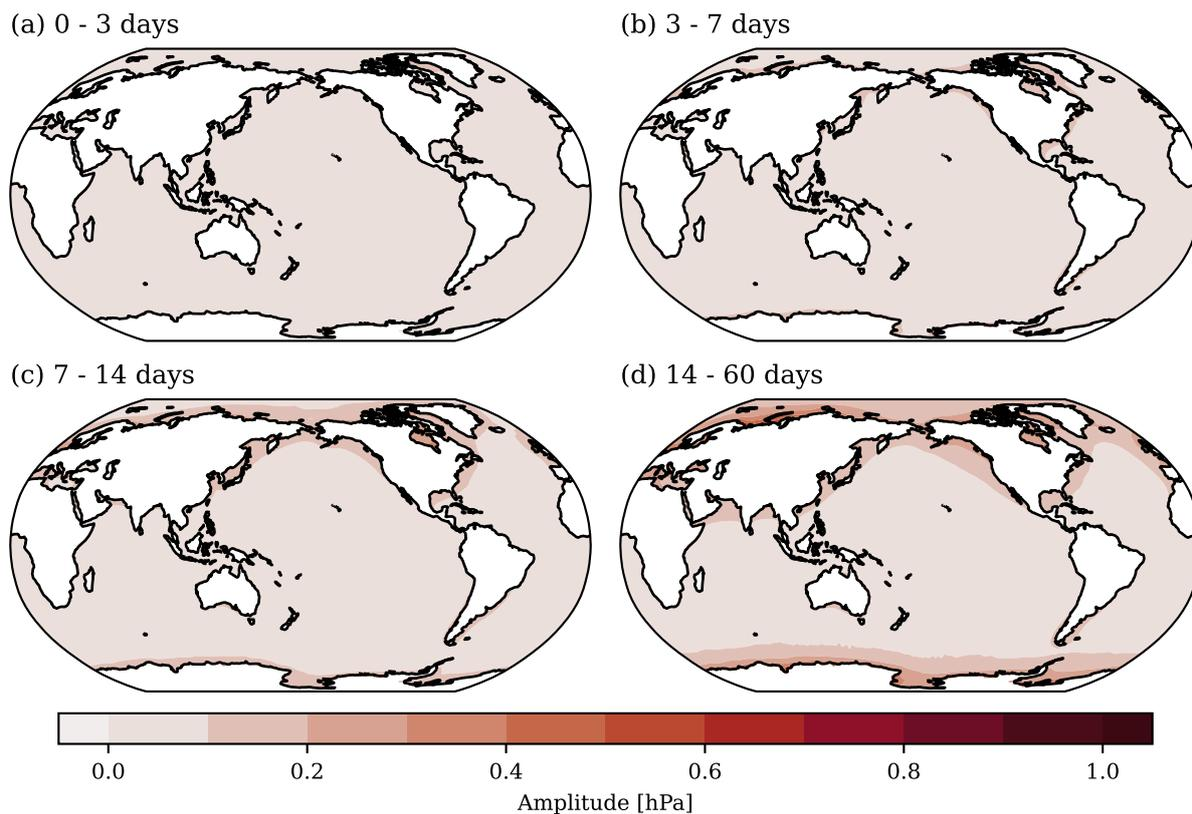 (a) 0 - 3 days
(b) 3 - 7 days
(c) 7 - 14 days
(d) 14 - 60 days
0.0 0.2 0.4 0.6 0.8 1.0
Amplitude [hPa]